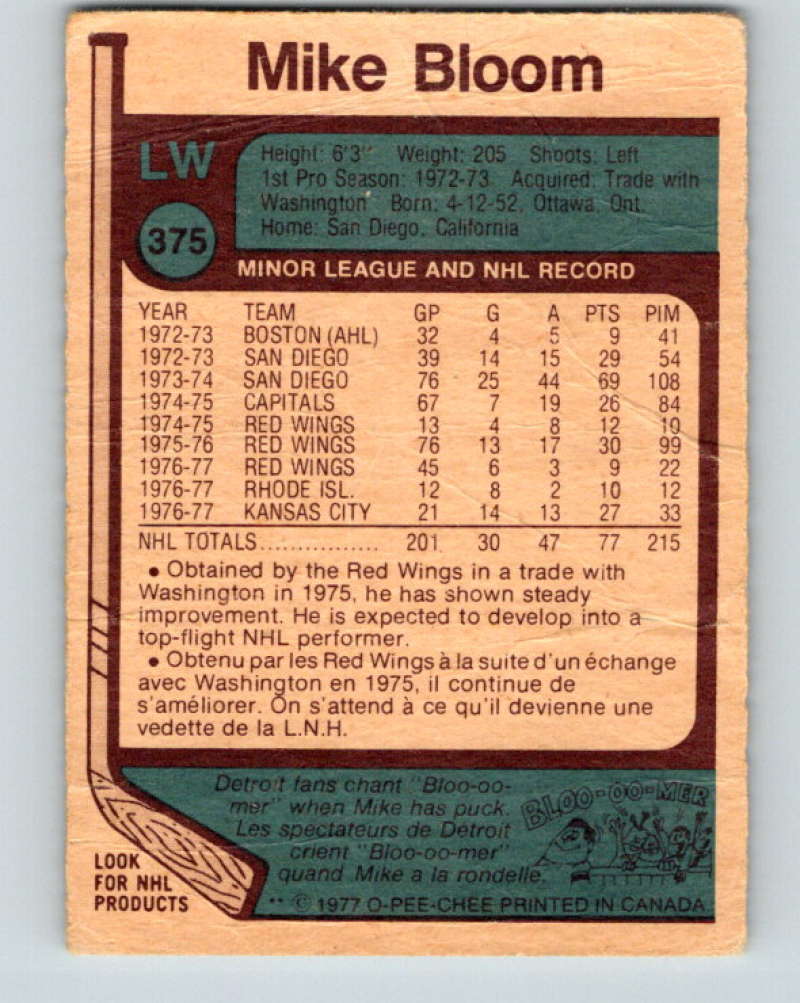 Mike Bloom
LW
375
Height: 6'3" Weight: 205 Shoots: Left
1st Pro Season: 1972-73. Acquired: Trade with
Washington Born: 4-12-52, Ottawa, Ont.
Home: San Diego, California
MINOR LEAGUE AND NHL RECORD
YEAR TEAM GP G A PTS PIM
1972-73 BOSTON (AHL) 32 4 5 9 41
1972-73 SAN DIEGO 39 14 15 29 54
1973-74 SAN DIEGO 76 25 44 69 108
1974-75 CAPITALS 67 7 19 26 84
1974-75 RED WINGS 13 4 8 12 10
1975-76 RED WINGS 76 13 17 30 99
1976-77 RED WINGS 45 6 3 9 22
1976-77 RHODE ISL. 12 8 2 10 12
1976-77 KANSAS CITY 21 14 13 27 33
NHL TOTALS................ 201 30 47 77 215
• Obtained by the Red Wings in a trade with
Washington in 1975, he has shown steady
improvement. He is expected to develop into a
top-flight NHL performer.
• Obtenu par les Red Wings à la suite d'un échange
avec Washington en 1975, il continue de
s'améliorer. On s'attend à ce qu'il devienne une
vedette de la L.N.H.
Detroit fans chant "Bloo-oo-
mer" when Mike has puck.
Les spectateurs de Detroit
crient "Bloo-oo-mer"
quand Mike a la rondelle.
BLOO-OO-MER
LOOK
FOR NHL
PRODUCTS
** © 1977 O-PEE-CHEE PRINTED IN CANADA